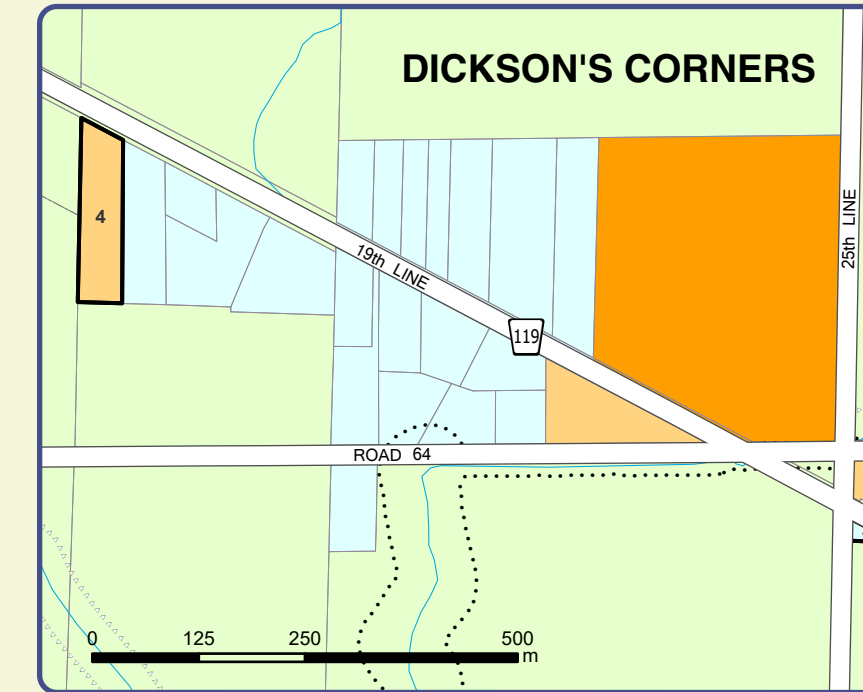 DICKSON'S CORNERS
4
25th LINE
19th LINE
119
ROAD 64
0 125 250 500
m